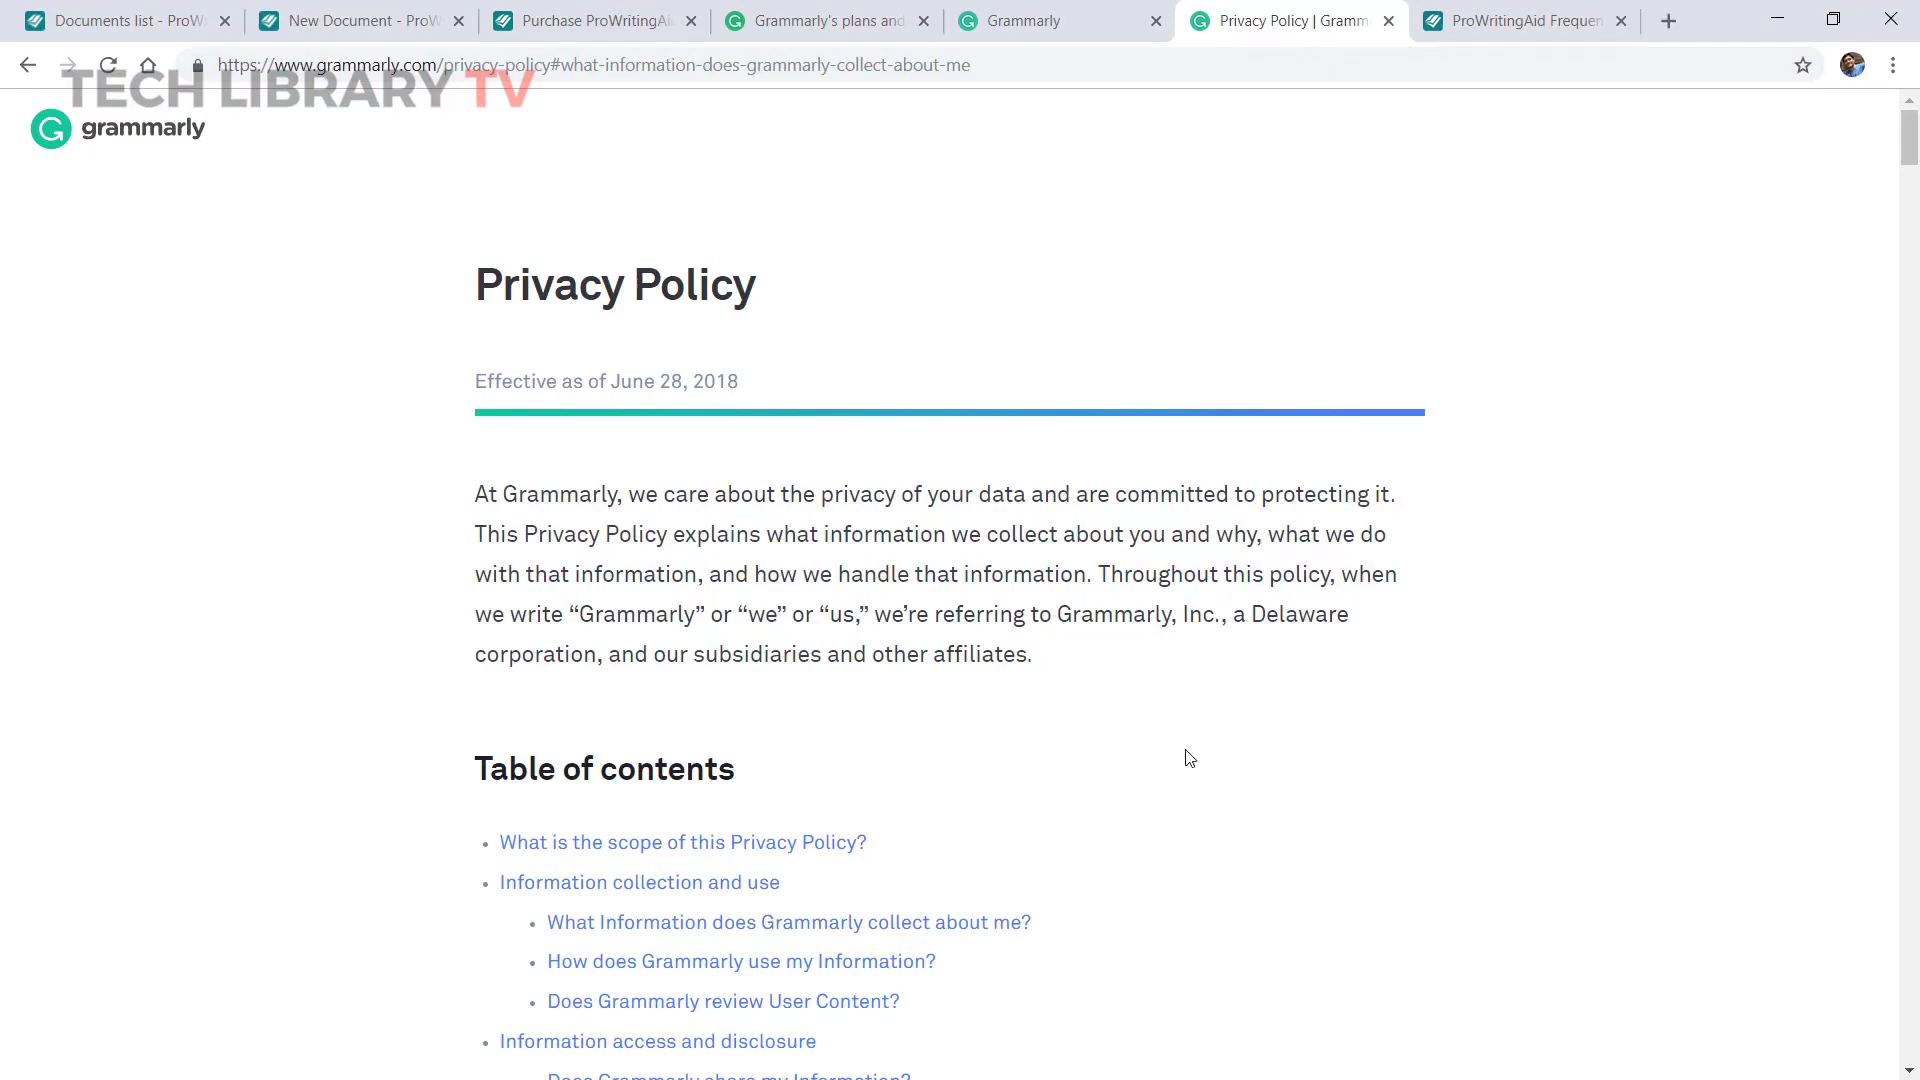 Documents list - ProW
New Document - ProW
Purchase ProWritingAi
Grammarly's plans and
Grammarly
Privacy Policy | Gramm
ProWritingAid Frequen
https://www.grammarly.com/privacy-policy#what-information-does-grammarly-collect-about-me
TECH LIBRARY TV
grammarly
Privacy Policy
Effective as of June 28, 2018
At Grammarly, we care about the privacy of your data and are committed to protecting it.
This Privacy Policy explains what information we collect about you and why, what we do
with that information, and how we handle that information. Throughout this policy, when
we write “Grammarly” or “we” or “us,” we’re referring to Grammarly, Inc., a Delaware
corporation, and our subsidiaries and other affiliates.
Table of contents
What is the scope of this Privacy Policy?
Information collection and use
What Information does Grammarly collect about me?
How does Grammarly use my Information?
Does Grammarly review User Content?
Information access and disclosure
Does Grammarly share my Information?